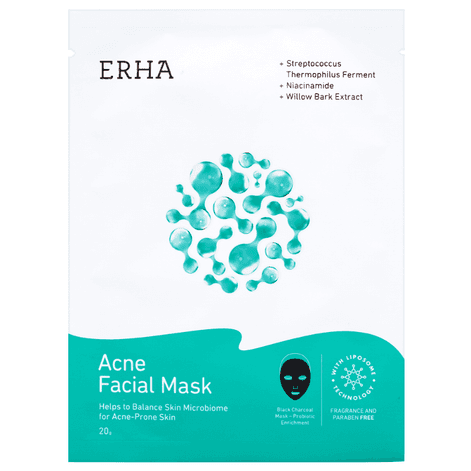 ERHA
+ Streptococcus
Thermophilus Ferment
+ Niacinamide
+ Willow Bark Extract
Acne
Facial Mask
Helps to Balance Skin Microbiome
for Acne-Prone Skin
20g
Black Charcoal
Mask – Probiotic
Enrichment
• WITH LIPOSOME •
TECHNOLOGY
FRAGRANCE AND
PARABEN FREE